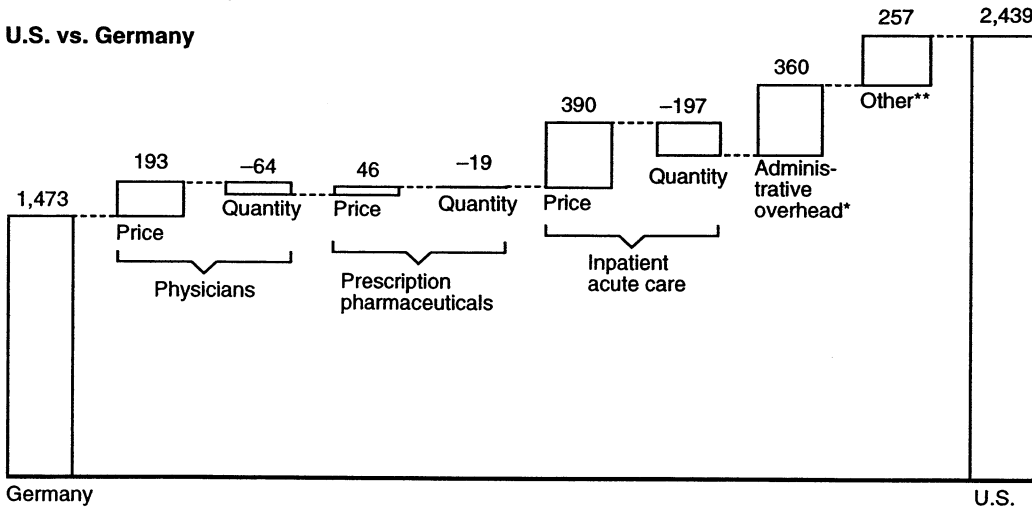 U.S. vs. Germany
1,473
193
–64
46
–19
390
–197
360
257
2,439
Price
Quantity
Price
Quantity
Price
Quantity
Adminis-
trative
overhead*
Other**
Physicians
Prescription
pharmaceuticals
Inpatient
acute care
Germany
U.S.